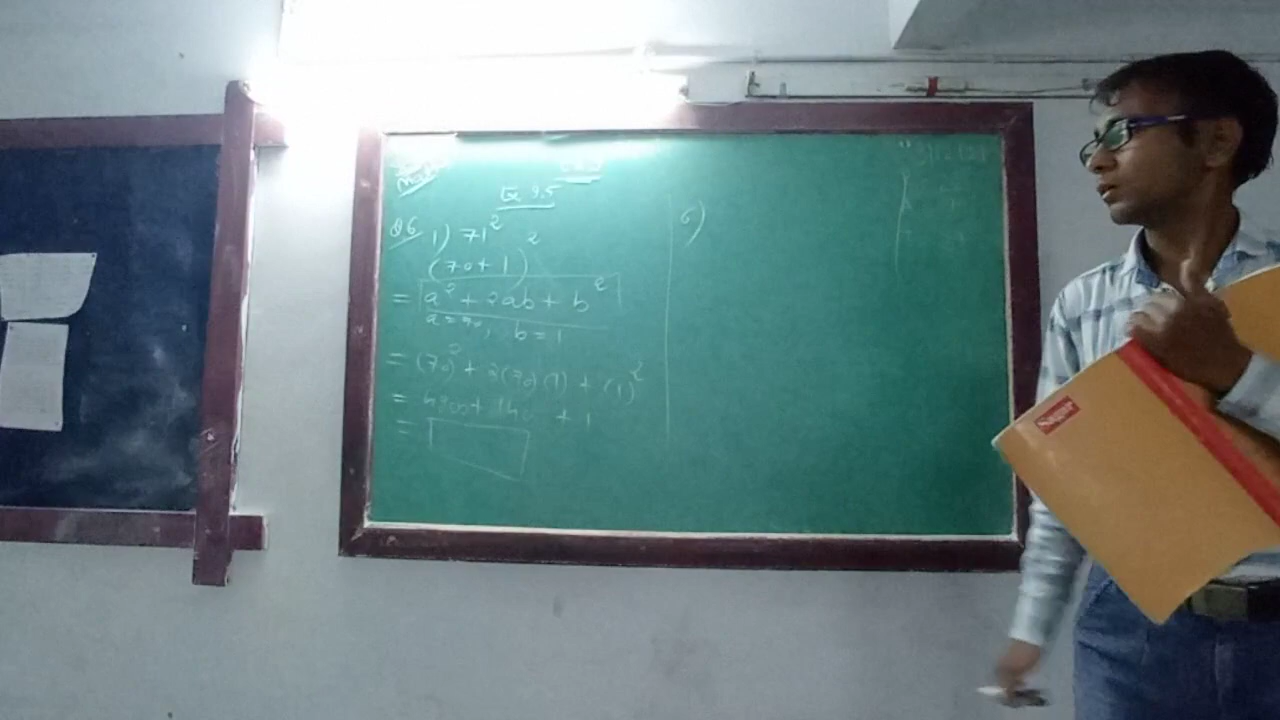 Maths
Ex 9.5
Q6 1) 71²
(70+1)²
= a² + 2ab + b²
a = 70, b = 1
= (70)² + 2(70)(1) + (1)²
= 4900 + 140 + 1
=
6)